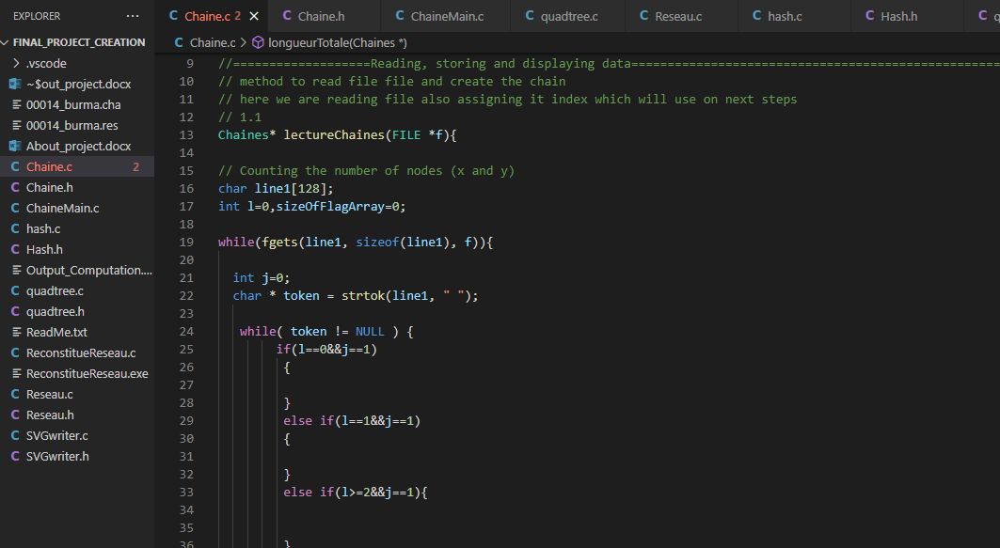 EXPLORER ...
Chaine.c 2 Chaine.h ChaineMain.c quadtree.c Reseau.c hash.c Hash.h
FINAL_PROJECT_CREATION
Chaine.c > longueurTotale(Chaines *)
.vscode
~$out_project.docx
00014_burma.cha
00014_burma.res
About_project.docx
Chaine.c 2
Chaine.h
ChaineMain.c
hash.c
Hash.h
Output_Computation....
quadtree.c
quadtree.h
ReadMe.txt
ReconstitueReseau.c
ReconstitueReseau.exe
Reseau.c
Reseau.h
SVGwriter.c
SVGwriter.h
9 //===================Reading, storing and displaying data===================================================
10 // method to read file file and create the chain
11 // here we are reading file also assigning it index which will use on next steps
12 // 1.1
13 Chaines* lectureChaines(FILE *f){
14
15 // Counting the number of nodes (x and y)
16 char line1[128];
17 int l=0,sizeOfFlagArray=0;
18
19 while(fgets(line1, sizeof(line1), f)){
20
21 int j=0;
22 char * token = strtok(line1, " ");
23
24 while( token != NULL ) {
25 if(l==0&&j==1)
26 {
27
28 }
29 else if(l==1&&j==1)
30 {
31
32 }
33 else if(l>=2&&j==1){
34
35
36 }